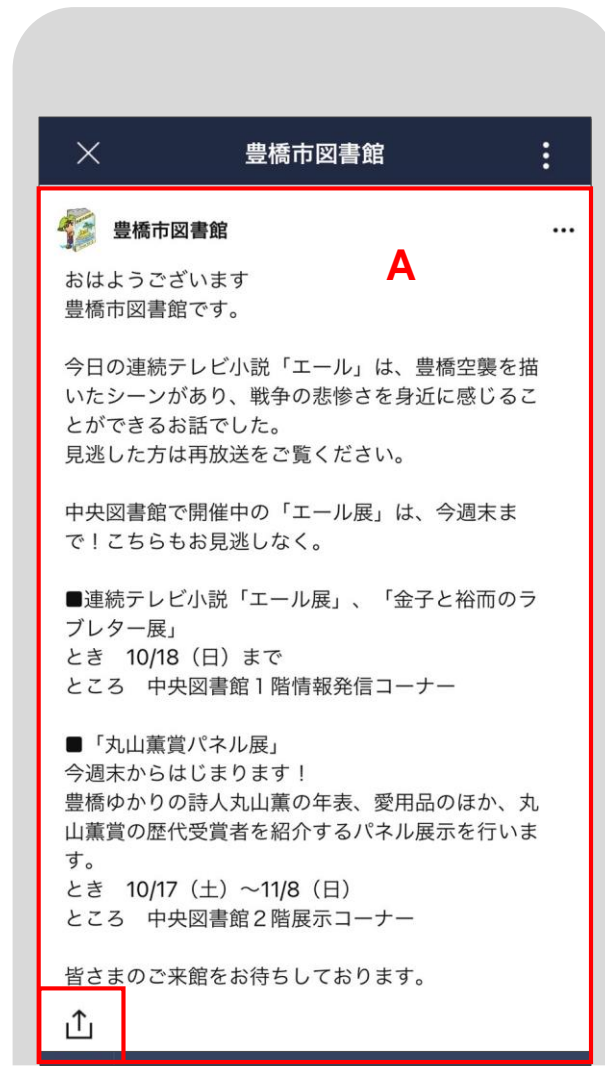 豊橋市図書館
豊橋市図書館
A
おはようございます
豊橋市図書館です。
今日の連続テレビ小説「エール」は、豊橋空襲を描
いたシーンがあり、戦争の悲惨さを身近に感じるこ
とができるお話でした。
見逃した方は再放送をご覧ください。
中央図書館で開催中の「エール展」は、今週末ま
で！こちらもお見逃しなく。
■連続テレビ小説「エール展」、「金子と裕而のラ
ブレター展」
とき　10/18（日）まで
ところ　中央図書館１階情報発信コーナー
■「丸山薫賞パネル展」
今週末からはじまります！
豊橋ゆかりの詩人丸山薫の年表、愛用品のほか、丸
山薫賞の歴代受賞者を紹介するパネル展示を行いま
す。
とき　10/17（土）～11/8（日）
ところ　中央図書館２階展示コーナー
皆さまのご来館をお待ちしております。